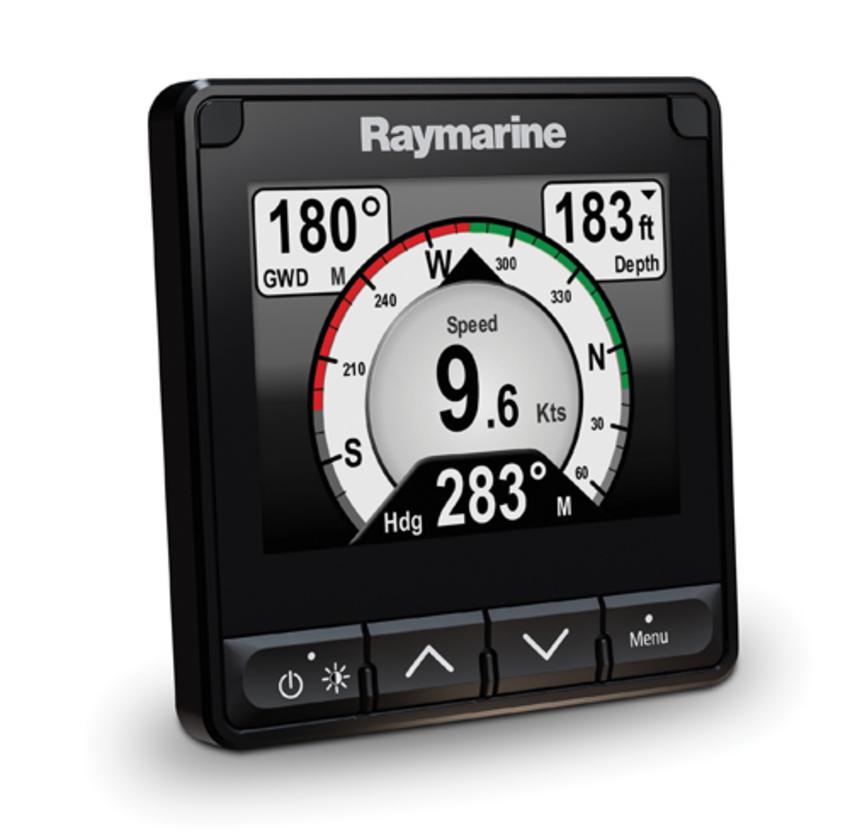 Raymarine
180°
GWD M
183 ft
Depth
W
300
240
330
210
N
S
30
60
Speed
9.6 Kts
Hdg 283° M
Menu